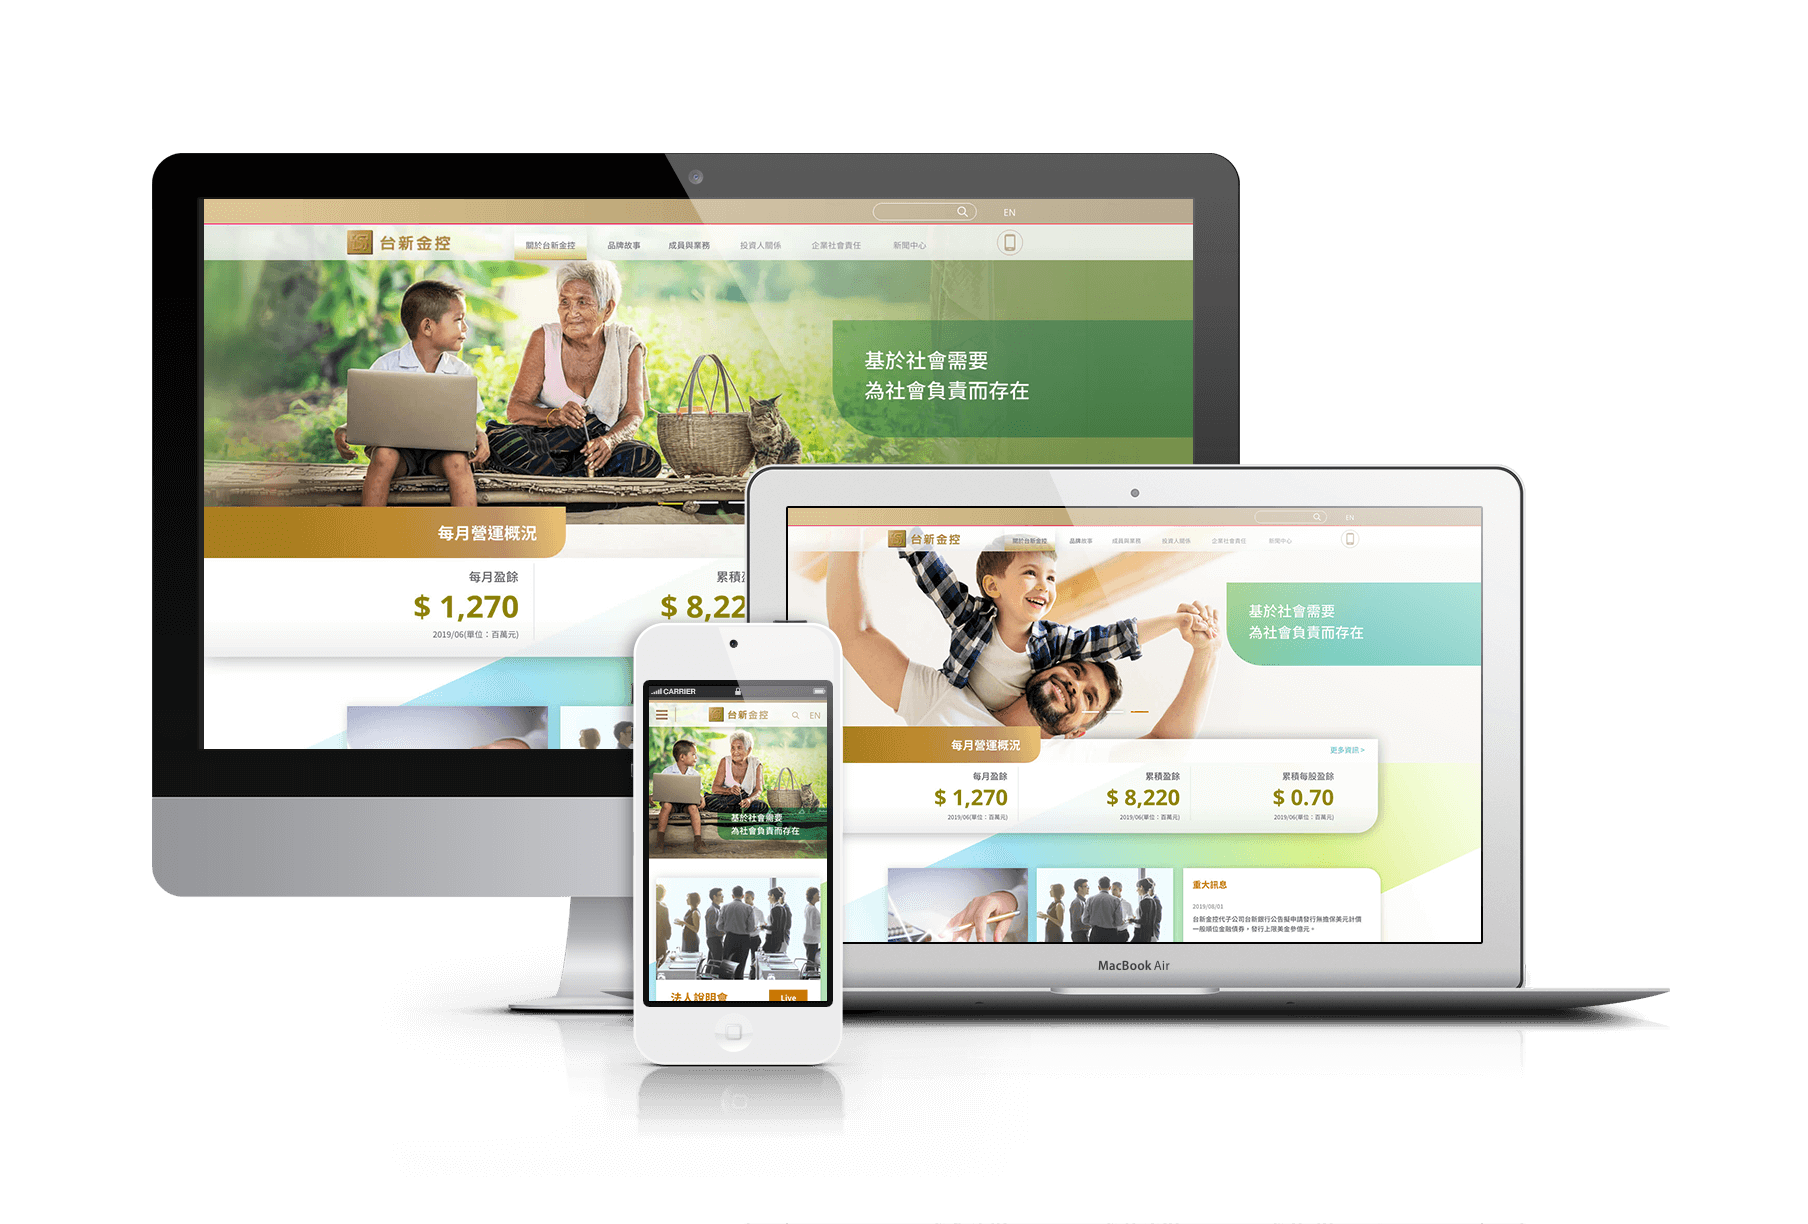 EN
台新金控
關於台新金控 品牌故事 成員與業務 投資人關係 企業社會責任 新聞中心
基於社會需要
為社會負責而存在
每月營運概況
每月盈餘
$ 1,270
2019/06(單位：百萬元)
累積
$ 8,22
EN
台新金控
關於台新金控 品牌故事 成員與業務 投資人關係 企業社會責任 新聞中心
基於社會需要
為社會負責而存在
每月營運概況
更多資訊 >
每月盈餘
$ 1,270
2019/06(單位：百萬元)
累積盈餘
$ 8,220
2019/06(單位：百萬元)
累積每股盈餘
$ 0.70
2019/06(單位：百萬元)
重大訊息
2019/08/01
台新金控代子公司台新銀行公告擬申請發行無擔保美元計價
一般順位金融債券，發行上限美金參億元。
MacBook Air
CARRIER
台新金控
EN
基於社會需要
為社會負責而存在
法人說明會
Live